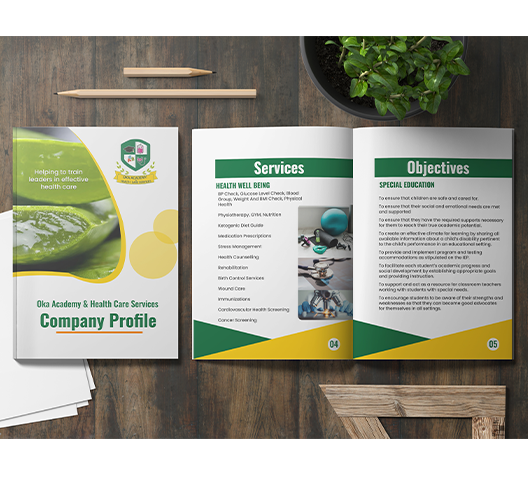 Helping to train
leaders in effective
health care
OKA ACADEMY
Oka Academy & Health Care Services
Company Profile
Services
HEALTH WELL BEING
BP Check, Glucose Level Check, Blood
Group, Weight And BMI Check, Physical
Health
Physiotherapy, GYM, Nutrition
Ketogenic Diet Guide
Medication Prescriptions
Stress Management
Health Counselling
Rehabilitation
Birth Control Services
Wound Care
Immunizations
Cardiovascular Health Screening
Cancer Screening
04
Objectives
SPECIAL EDUCATION
To ensure that children are safe and cared for.
To ensure that their social and emotional needs are met
and supported
To ensure that they have the required supports necessary
for them to reach their true academic potential.
To create an effective climate for learning by sharing all
available information about a child's disability pertinent
to the child's performance in an educational setting.
To provide and implement program and testing
accommodations as stipulated on the IEP.
To facilitate each student's academic progress and
social development by establishing appropriate goals
and providing instruction.
To support and act as a resource for classroom teachers
working with students with special needs.
To encourage students to be aware of their strengths and
weaknesses so that they can become good advocates
for themselves in all settings.
05